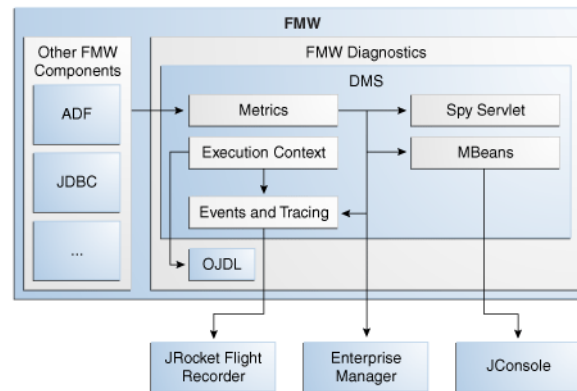 FMW
Other FMW
Components
FMW Diagnostics
DMS
ADF
Metrics
Spy Servlet
JDBC
Execution Context
MBeans
...
Events and Tracing
OJDL
JRocket Flight
Recorder
Enterprise
Manager
JConsole